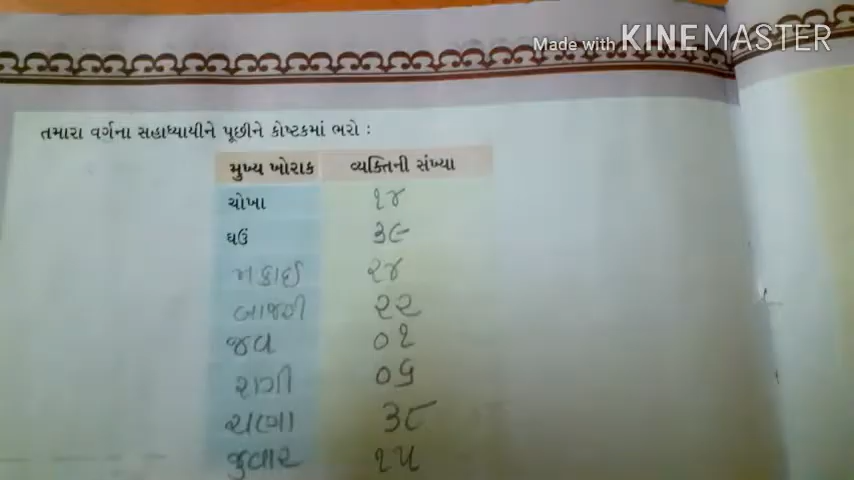 Made with KINEMASTER
તમારા વર્ગના સહાધ્યાયીને પૂછીને કોષ્ટકમાં ભરો :
મુખ્ય ખોરાક વ્યક્તિની સંખ્યા
ચોખા ૧૪
ઘઉં ૩૯
મકાઈ ૨૪
બાજરી ૨૨
જવ ૦૧
રાગી ૦૬
ચણા ૩૮
જુવાર ૧૫